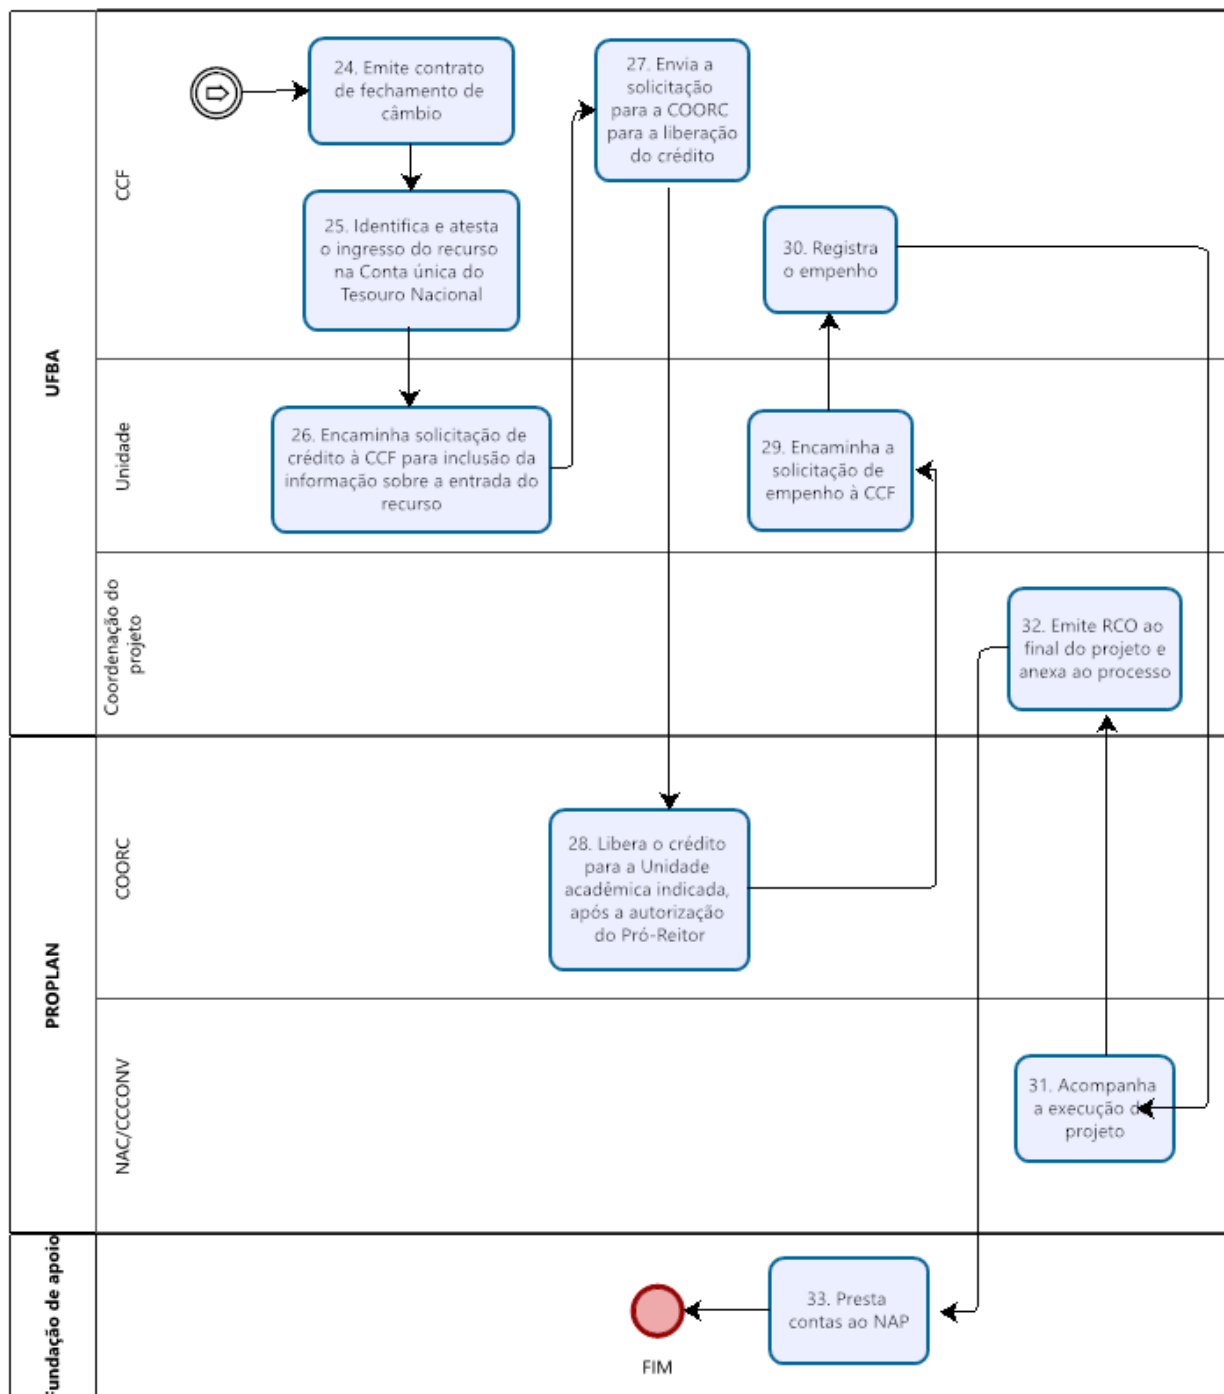 UFBA
CCF
24. Emite contrato
de fechamento de
câmbio
25. Identifica e atesta
o ingresso do recurso
na Conta única do
Tesouro Nacional
27. Envia a
solicitação
para a COORC
para a liberação
do crédito
30. Registra
o empenho
Unidade
26. Encaminha solicitação de
crédito à CCF para inclusão da
informação sobre a entrada do
recurso
29. Encaminha a
solicitação de
empenho à CCF
Coordenação do
projeto
32. Emite RCO ao
final do projeto e
anexa ao processo
PROPLAN
COORC
28. Libera o crédito
para a Unidade
acadêmica indicada,
após a autorização
do Pró-Reitor
NAC/CCCONV
31. Acompanha
a execução do
projeto
Fundação de apoio
33. Presta
contas ao NAP
FIM